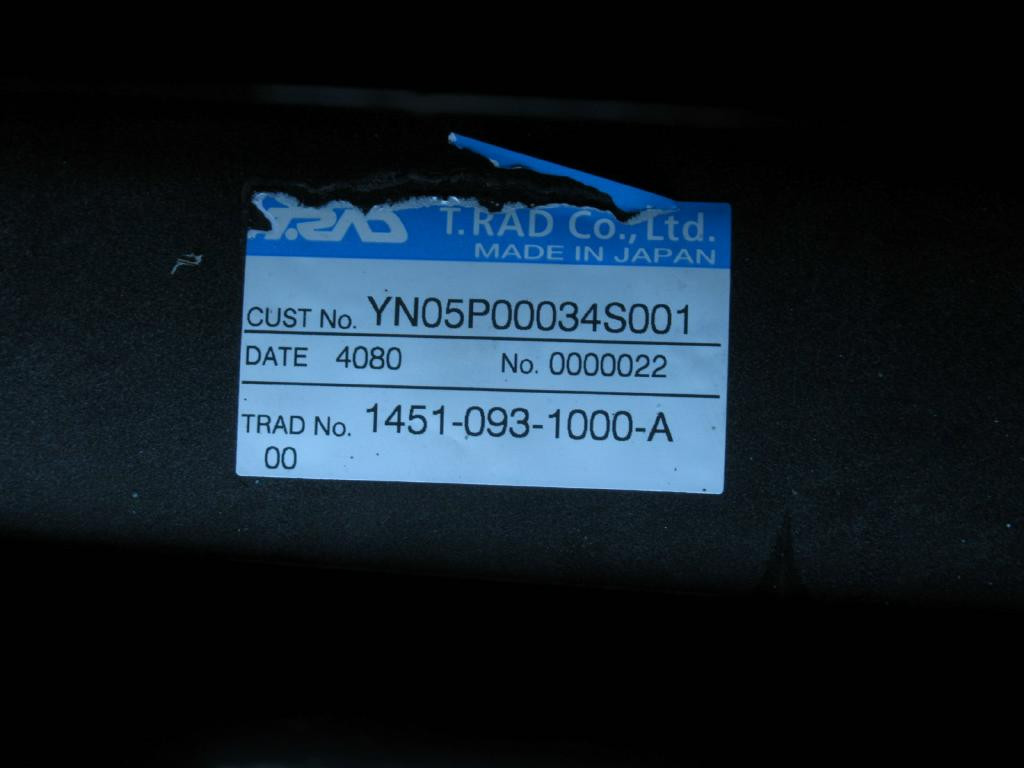 T.RAD T.RAD Co., Ltd.
MADE IN JAPAN
CUST No. YN05P00034S001
DATE 4080 No. 0000022
TRAD No. 1451-093-1000-A
00